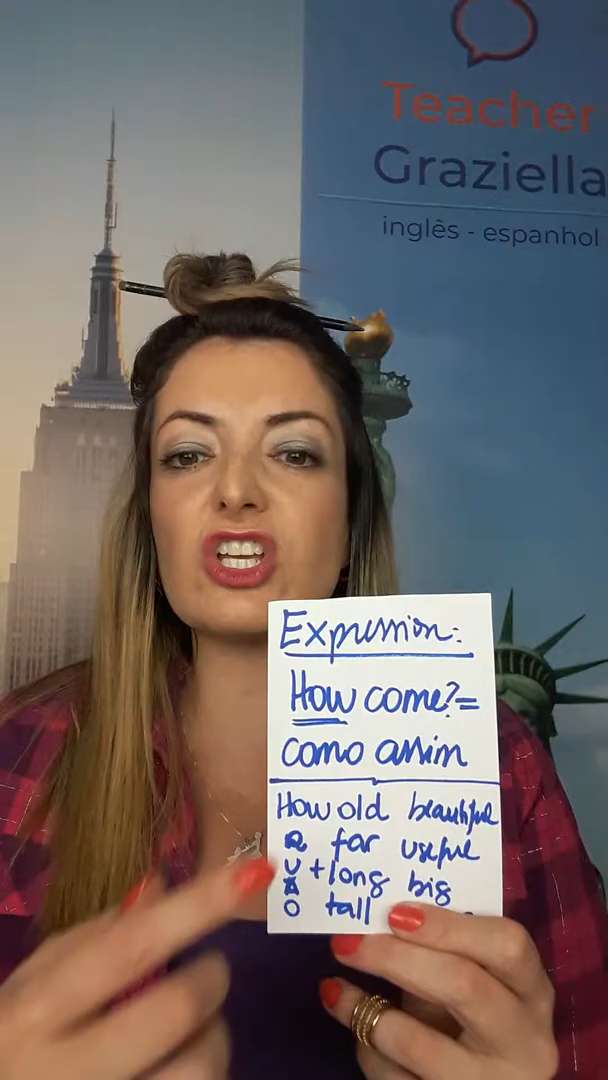 Teacher
Graziella
inglês - espanhol
Expression:
How come?=
como assim
How old beautiful
Q far useful
U + long big
Ã
O tall